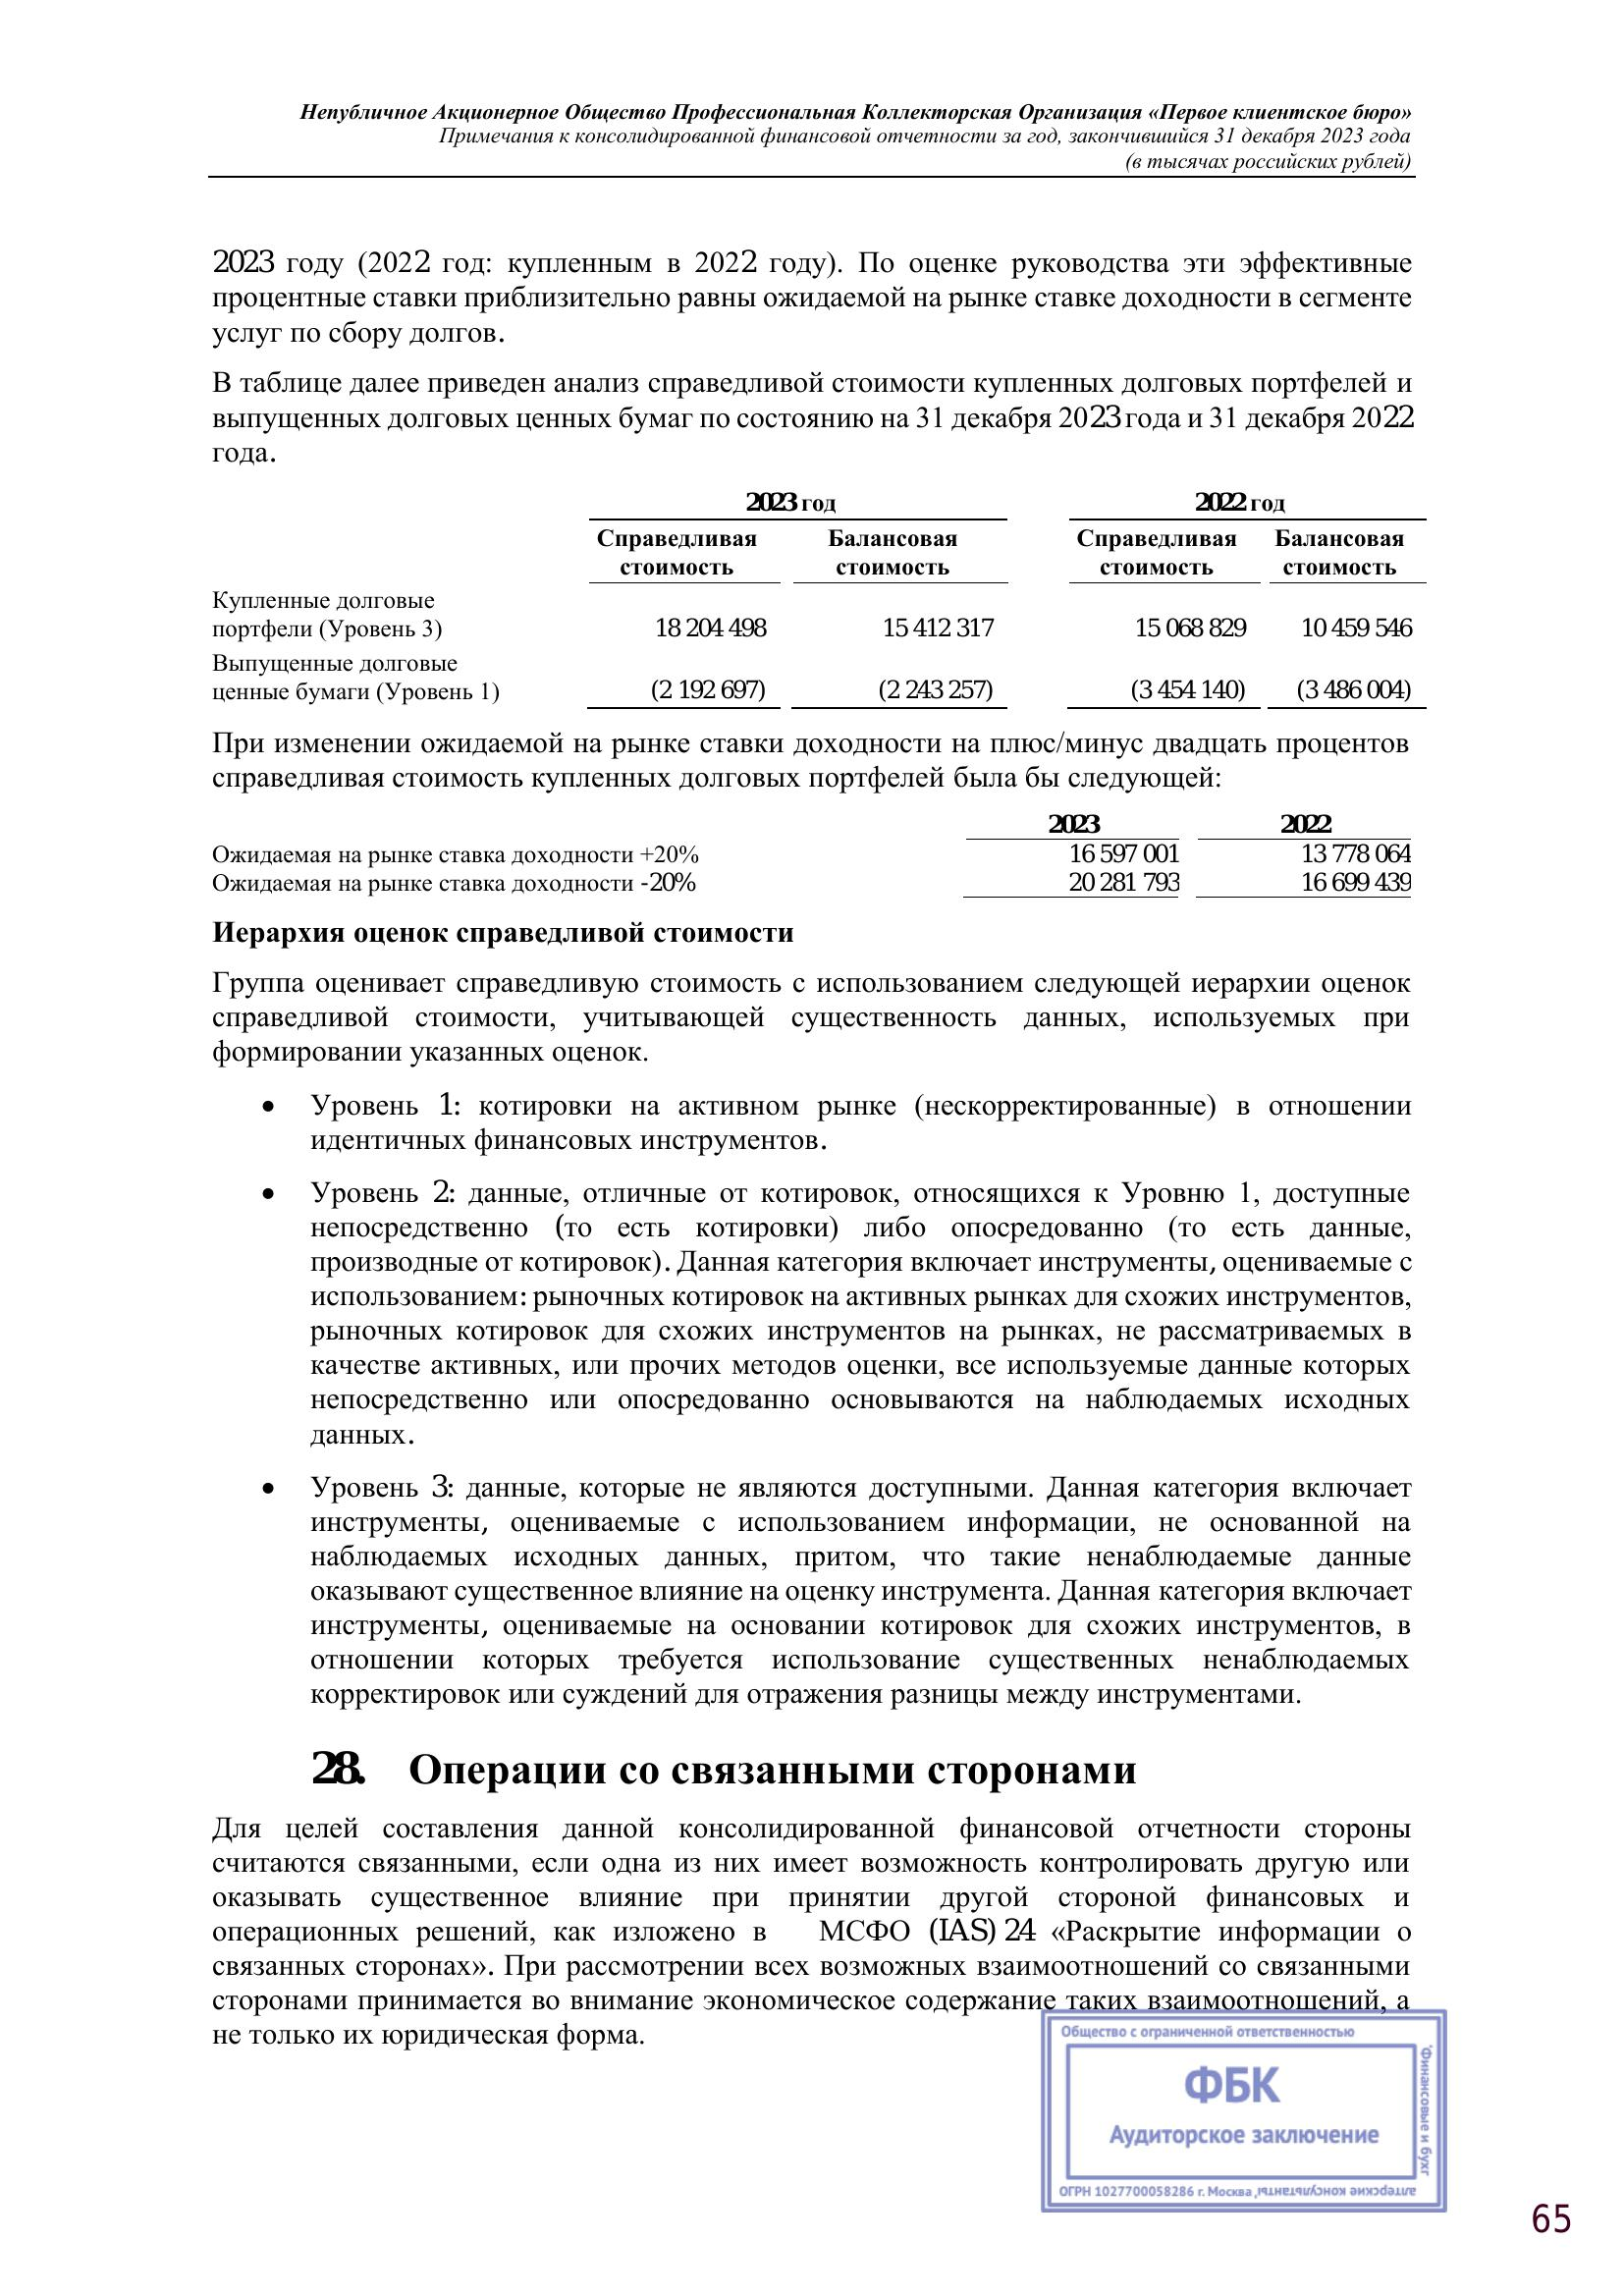 Непубличное Акционерное Общество Профессиональная Коллекторская Организация «Первое клиентское бюро»
Примечания к консолидированной финансовой отчетности за год, закончившийся 31 декабря 2023 года
(в тысячах российских рублей)
2023 году (2022 год: купленным в 2022 году). По оценке руководства эти эффективные
процентные ставки приблизительно равны ожидаемой на рынке ставке доходности в сегменте
услуг по сбору долгов.
В таблице далее приведен анализ справедливой стоимости купленных долговых портфелей и
выпущенных долговых ценных бумаг по состоянию на 31 декабря 2023 года и 31 декабря 2022
года.
2023 год 2022 год
Справедливая Балансовая Справедливая Балансовая
стоимость стоимость стоимость стоимость
Купленные долговые
портфели (Уровень 3) 18 204 498 15 412 317 15 068 829 10 459 546
Выпущенные долговые
ценные бумаги (Уровень 1) (2 192 697) (2 243 257) (3 454 140) (3 486 004)
При изменении ожидаемой на рынке ставки доходности на плюс/минус двадцать процентов
справедливая стоимость купленных долговых портфелей была бы следующей:
2023 2022
Ожидаемая на рынке ставка доходности +20% 16 597 001 13 778 064
Ожидаемая на рынке ставка доходности -20% 20 281 793 16 699 439
Иерархия оценок справедливой стоимости
Группа оценивает справедливую стоимость с использованием следующей иерархии оценок
справедливой стоимости, учитывающей существенность данных, используемых при
формировании указанных оценок.
• Уровень 1: котировки на активном рынке (нескорректированные) в отношении
идентичных финансовых инструментов.
• Уровень 2: данные, отличные от котировок, относящихся к Уровню 1, доступные
непосредственно (то есть котировки) либо опосредованно (то есть данные,
производные от котировок). Данная категория включает инструменты, оцениваемые с
использованием: рыночных котировок на активных рынках для схожих инструментов,
рыночных котировок для схожих инструментов на рынках, не рассматриваемых в
качестве активных, или прочих методов оценки, все используемые данные которых
непосредственно или опосредованно основываются на наблюдаемых исходных
данных.
• Уровень 3: данные, которые не являются доступными. Данная категория включает
инструменты, оцениваемые с использованием информации, не основанной на
наблюдаемых исходных данных, притом, что такие ненаблюдаемые данные
оказывают существенное влияние на оценку инструмента. Данная категория включает
инструменты, оцениваемые на основании котировок для схожих инструментов, в
отношении которых требуется использование существенных ненаблюдаемых
корректировок или суждений для отражения разницы между инструментами.
28. Операции со связанными сторонами
Для целей составления данной консолидированной финансовой отчетности стороны
считаются связанными, если одна из них имеет возможность контролировать другую или
оказывать существенное влияние при принятии другой стороной финансовых и
операционных решений, как изложено в МСФО (IAS) 24 «Раскрытие информации о
связанных сторонах». При рассмотрении всех возможных взаимоотношений со связанными
сторонами принимается во внимание экономическое содержание таких взаимоотношений, а
не только их юридическая форма.
Общество с ограниченной ответственностью
"Финансовые и бухг
алтерские консультанты"
ФБК
Аудиторское заключение
ОГРН 1027700058286 г. Москва
65